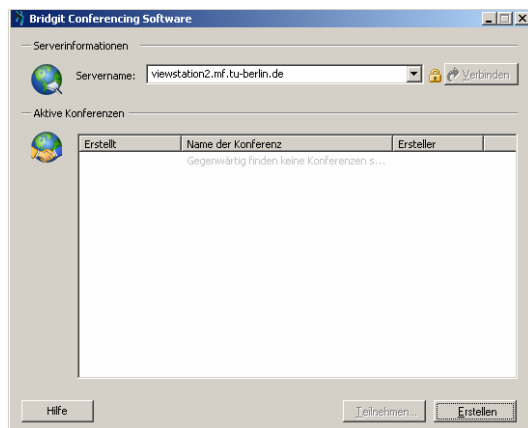 Bridgit Conferencing Software
Serverinformationen
Servername: viewstation2.mf.tu-berlin.de Verbinden
Aktive Konferenzen
Erstellt Name der Konferenz Ersteller
Gegenwärtig finden keine Konferenzen s...
Hilfe Teilnehmen... Erstellen